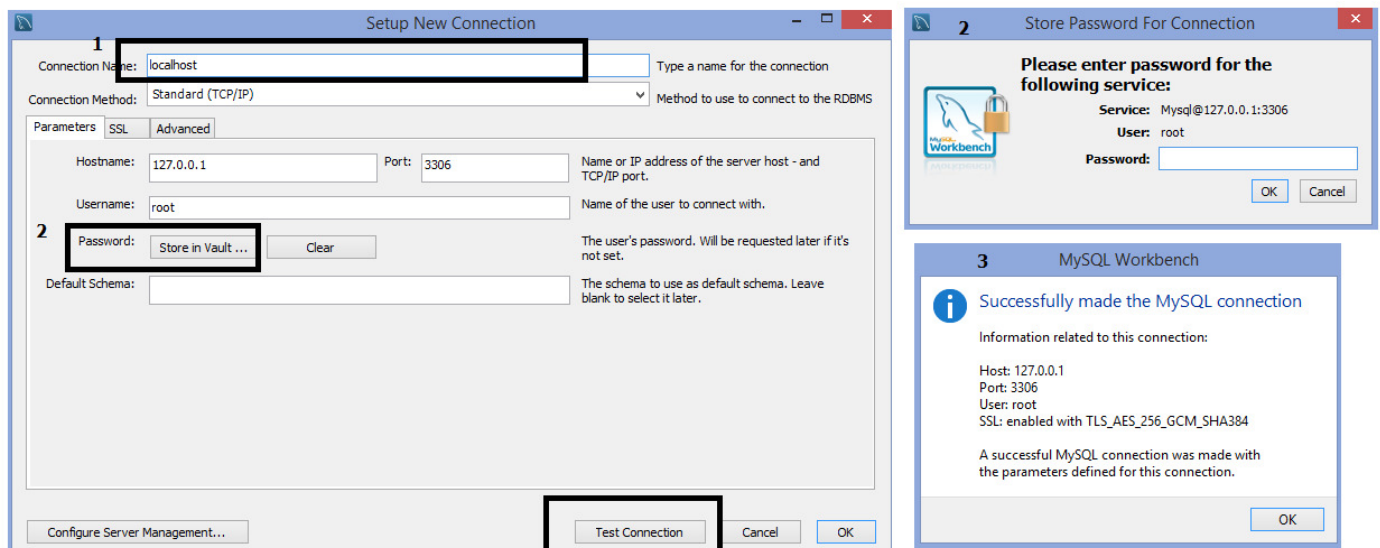 Setup New Connection
1
Connection Name: localhost Type a name for the connection
Connection Method: Standard (TCP/IP) Method to use to connect to the RDBMS
Parameters SSL Advanced
Hostname: 127.0.0.1 Port: 3306 Name or IP address of the server host - and
TCP/IP port.
Username: root Name of the user to connect with.
2
Password: Store in Vault ... Clear The user's password. Will be requested later if it's
not set.
Default Schema: The schema to use as default schema. Leave
blank to select it later.
Configure Server Management... Test Connection Cancel OK
2 Store Password For Connection
Please enter password for the
following service:
Service: Mysql@127.0.0.1:3306
User: root
MySQL
Workbench
Password:
OK Cancel
3 MySQL Workbench
Successfully made the MySQL connection
Information related to this connection:
Host: 127.0.0.1
Port: 3306
User: root
SSL: enabled with TLS_AES_256_GCM_SHA384
A successful MySQL connection was made with
the parameters defined for this connection.
OK